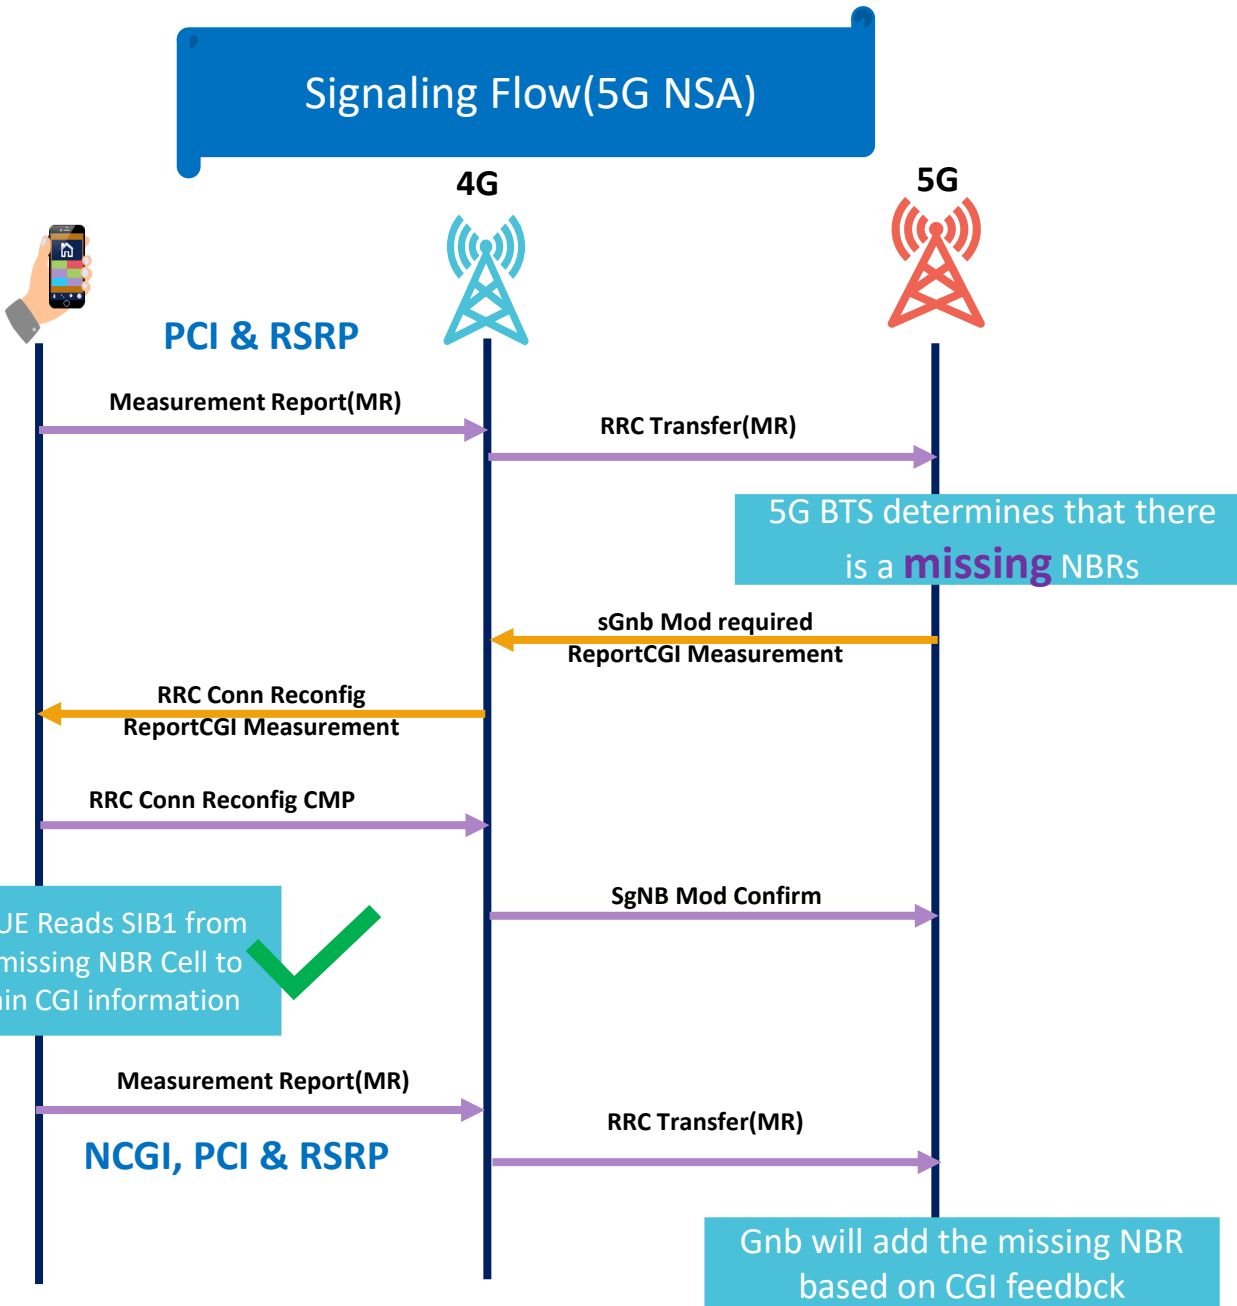 Signaling Flow(5G NSA)
4G
5G
PCI & RSRP
Measurement Report(MR)
RRC Transfer(MR)
5G BTS determines that there
is a missing NBRs
sGnb Mod required
ReportCGI Measurement
RRC Conn Reconfig
ReportCGI Measurement
RRC Conn Reconfig CMP
SgNB Mod Confirm
UE Reads SIB1 from
missing NBR Cell to
CGI information
Measurement Report(MR)
RRC Transfer(MR)
NCGI, PCI & RSRP
Gnb will add the missing NBR
based on CGI feedbck